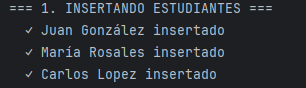 === 1. INSERTANDO ESTUDIANTES ===
✓ Juan González insertado
✓ María Rosales insertado
✓ Carlos Lopez insertado